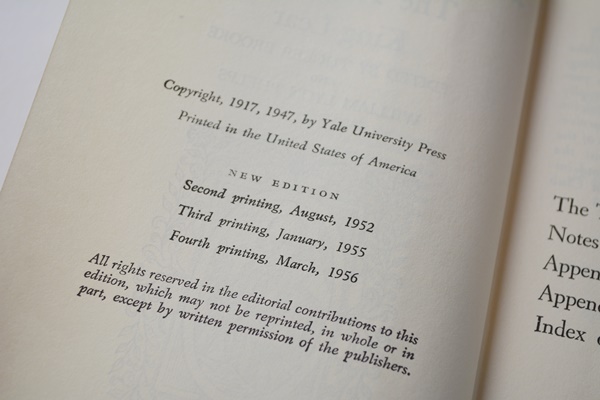 Copyright, 1917, 1947, by Yale University Press
Printed in the United States of America
NEW EDITION
Second printing, August, 1952
Third printing, January, 1955
Fourth printing, March, 1956
All rights reserved in the editorial contributions to this
edition, which may not be reprinted, in whole or in
part, except by written permission of the publishers.
The
Notes
Index